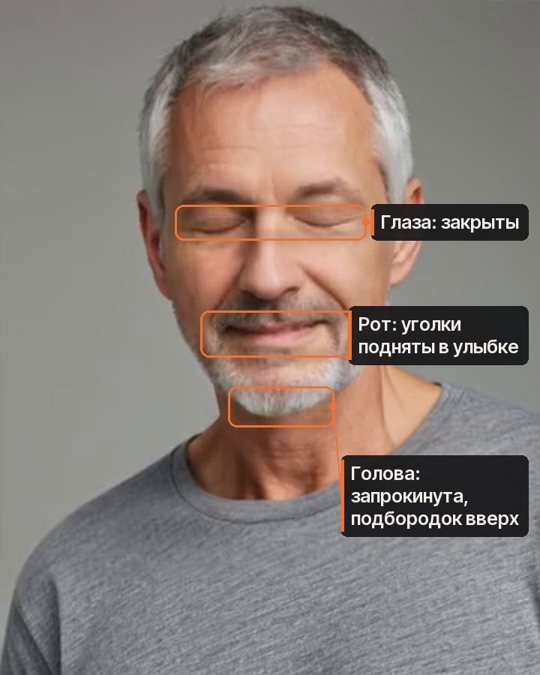 Глаза: закрыты
Рот: уголки
подняты в улыбке
Голова:
запрокинута,
подбородок вверх